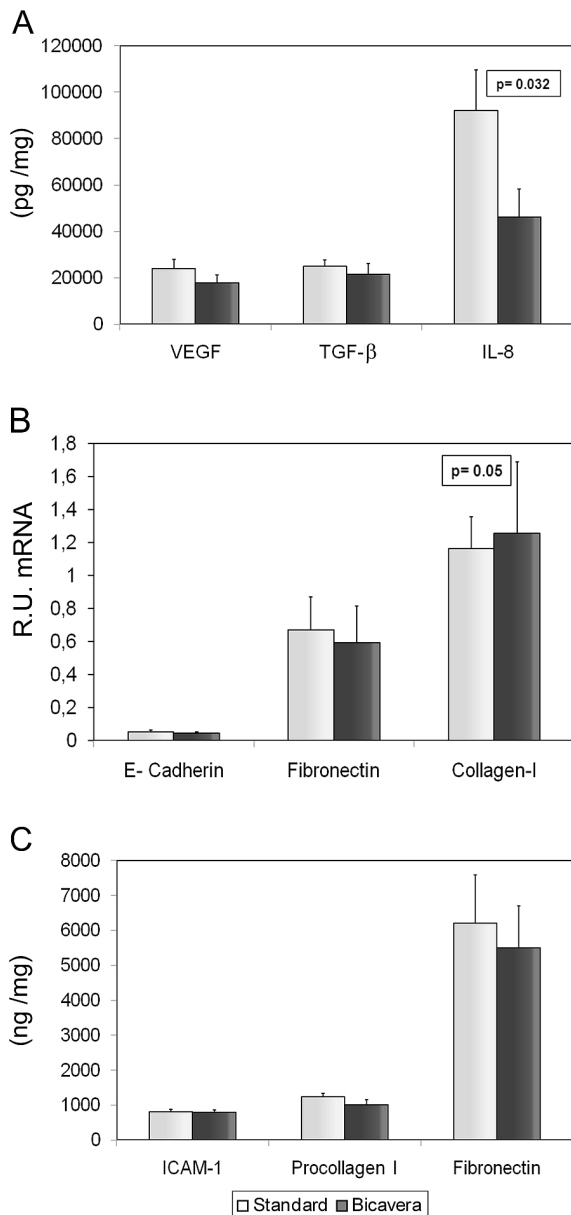 A
120000
100000
80000
60000
40000
20000
0
(pg /mg)
p= 0.032
VEGF TGF-β IL-8
B
1,8
1,6
1,4
1,2
1
0,8
0,6
0,4
0,2
0
R.U. mRNA
p= 0.05
E- Cadherin Fibronectin Collagen-I
C
8000
7000
6000
5000
4000
3000
2000
1000
0
(ng /mg)
ICAM-1 Procollagen I Fibronectin
Standard Bicavera